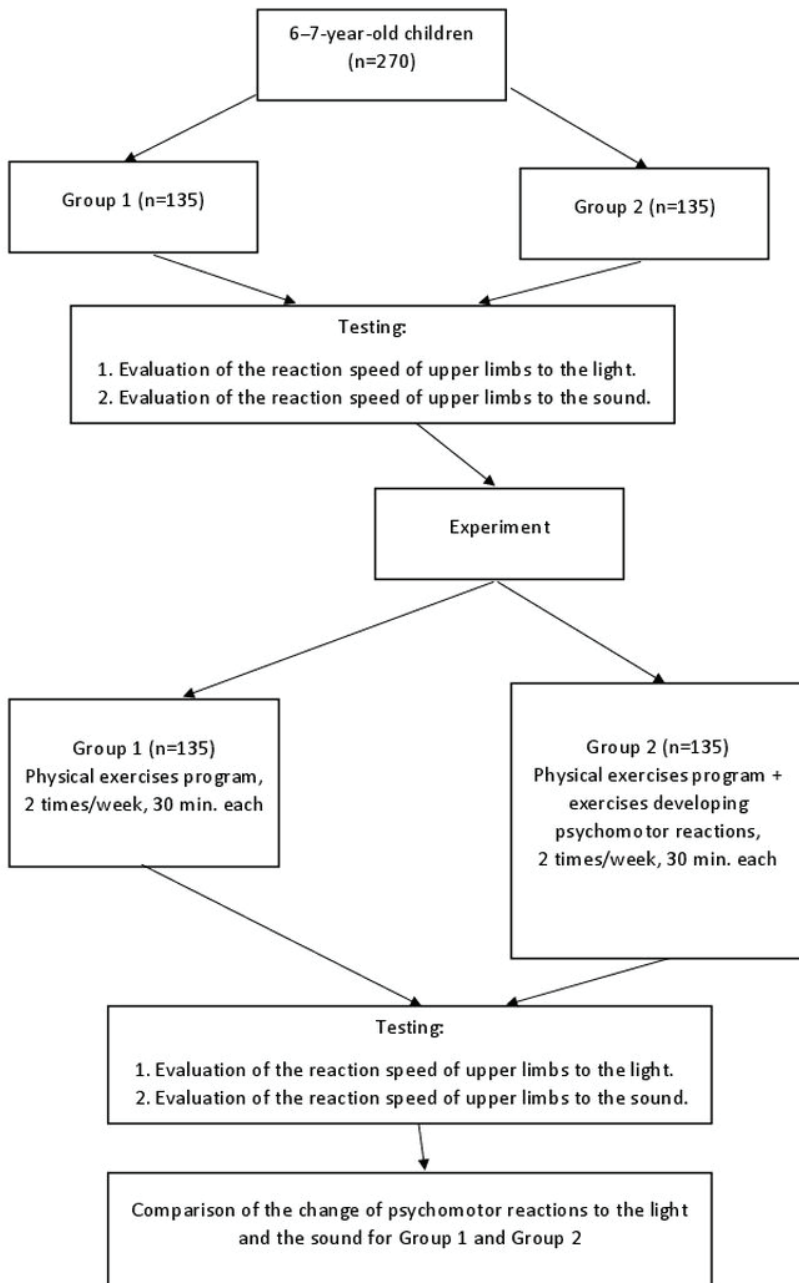 6–7-year-old children
(n=270)
Group 1 (n=135)
Group 2 (n=135)
Testing:
1. Evaluation of the reaction speed of upper limbs to the light.
2. Evaluation of the reaction speed of upper limbs to the sound.
Experiment
Group 1 (n=135)
Physical exercises program,
2 times/week, 30 min. each
Group 2 (n=135)
Physical exercises program +
exercises developing
psychomotor reactions,
2 times/week, 30 min. each
Testing:
1. Evaluation of the reaction speed of upper limbs to the light.
2. Evaluation of the reaction speed of upper limbs to the sound.
Comparison of the change of psychomotor reactions to the light
and the sound for Group 1 and Group 2